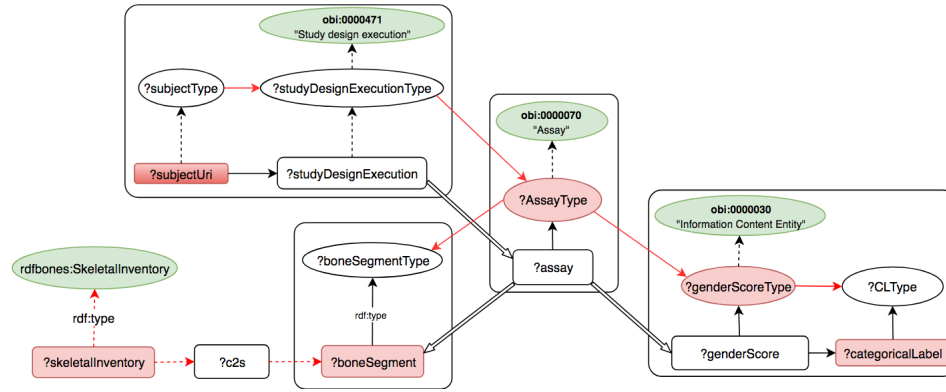 obi:0000471
"Study design execution"
?subjectType
?studyDesignExecutionType
?subjectUri
?studyDesignExecution
obi:0000070
"Assay"
?AssayType
?assay
obi:0000030
"Information Content Entity"
?genderScoreType
?CLType
?genderScore
?categoricalLabel
?boneSegmentType
rdf:type
?boneSegment
rdfbones:SkeletalInventory
rdf:type
?skeletalInventory
?c2s